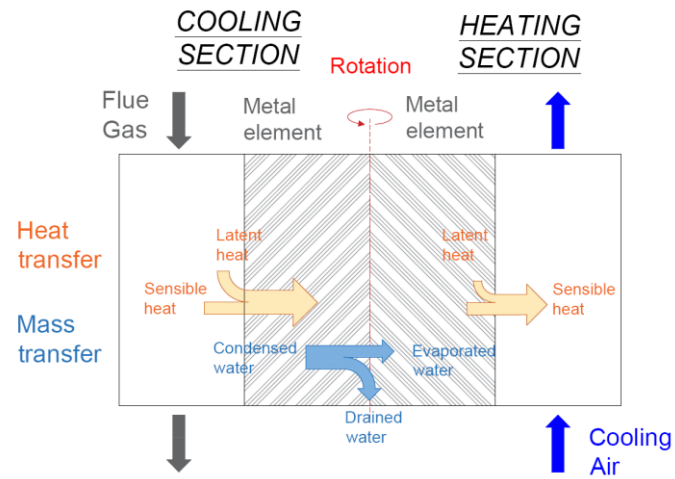 COOLING
SECTION
HEATING
SECTION
Rotation
Flue
Gas
Metal
element
Metal
element
Heat
transfer
Latent
heat
Sensible
heat
Latent
heat
Sensible
heat
Mass
transfer
Condensed
water
Evaporated
water
Drained
water
Cooling
Air